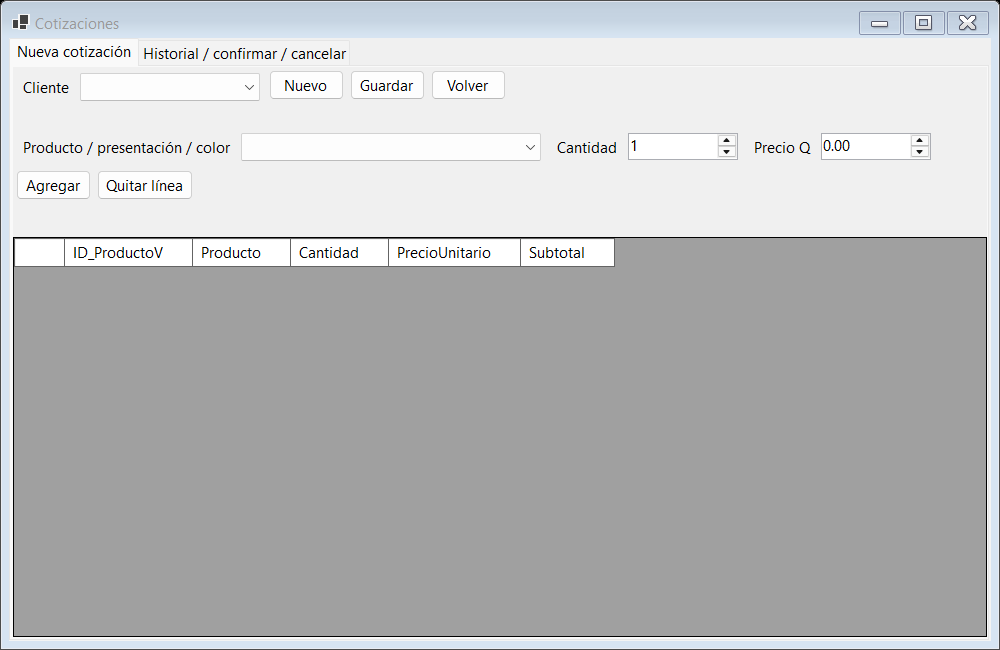 Cotizaciones
Nueva cotización Historial / confirmar / cancelar
Cliente Nuevo Guardar Volver
Producto / presentación / color Cantidad 1 Precio Q 0.00
Agregar Quitar línea
ID_ProductoV Producto Cantidad PrecioUnitario Subtotal